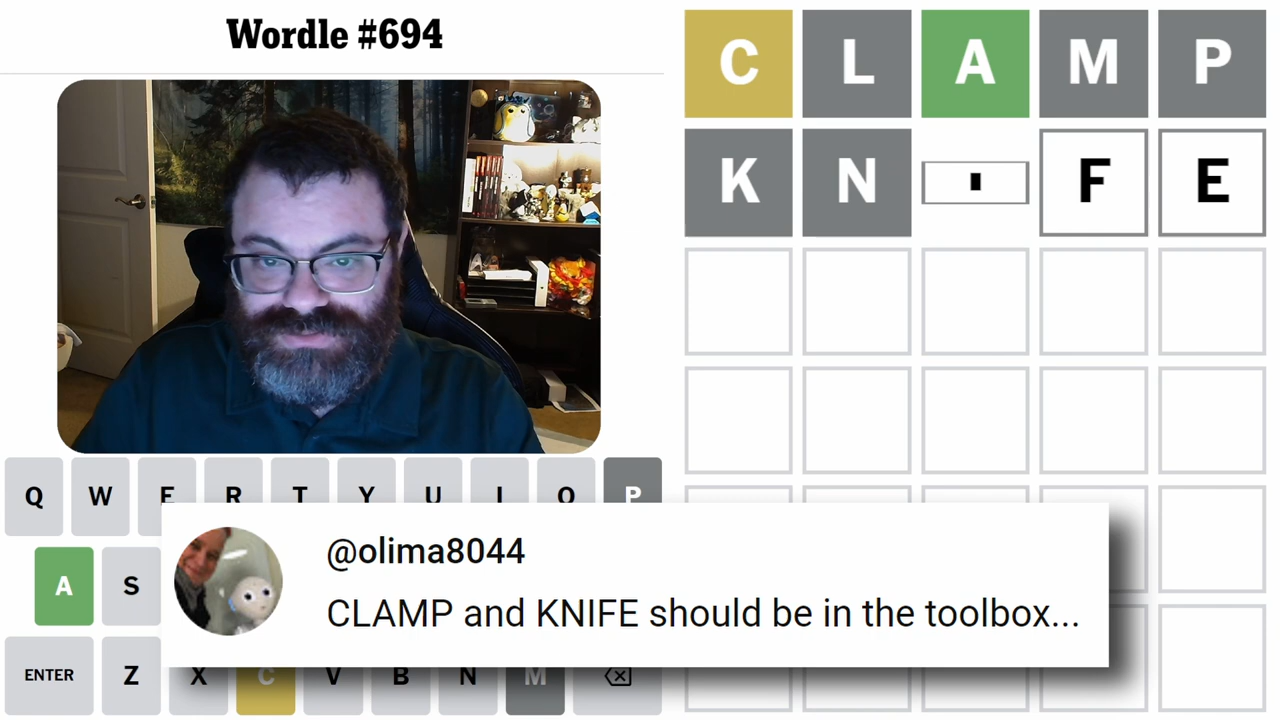 Wordle #694
C L A M P
K N I F E
Q W E R T Y U I O P
A S
ENTER Z X C V B N M
@olima8044
CLAMP and KNIFE should be in the toolbox...